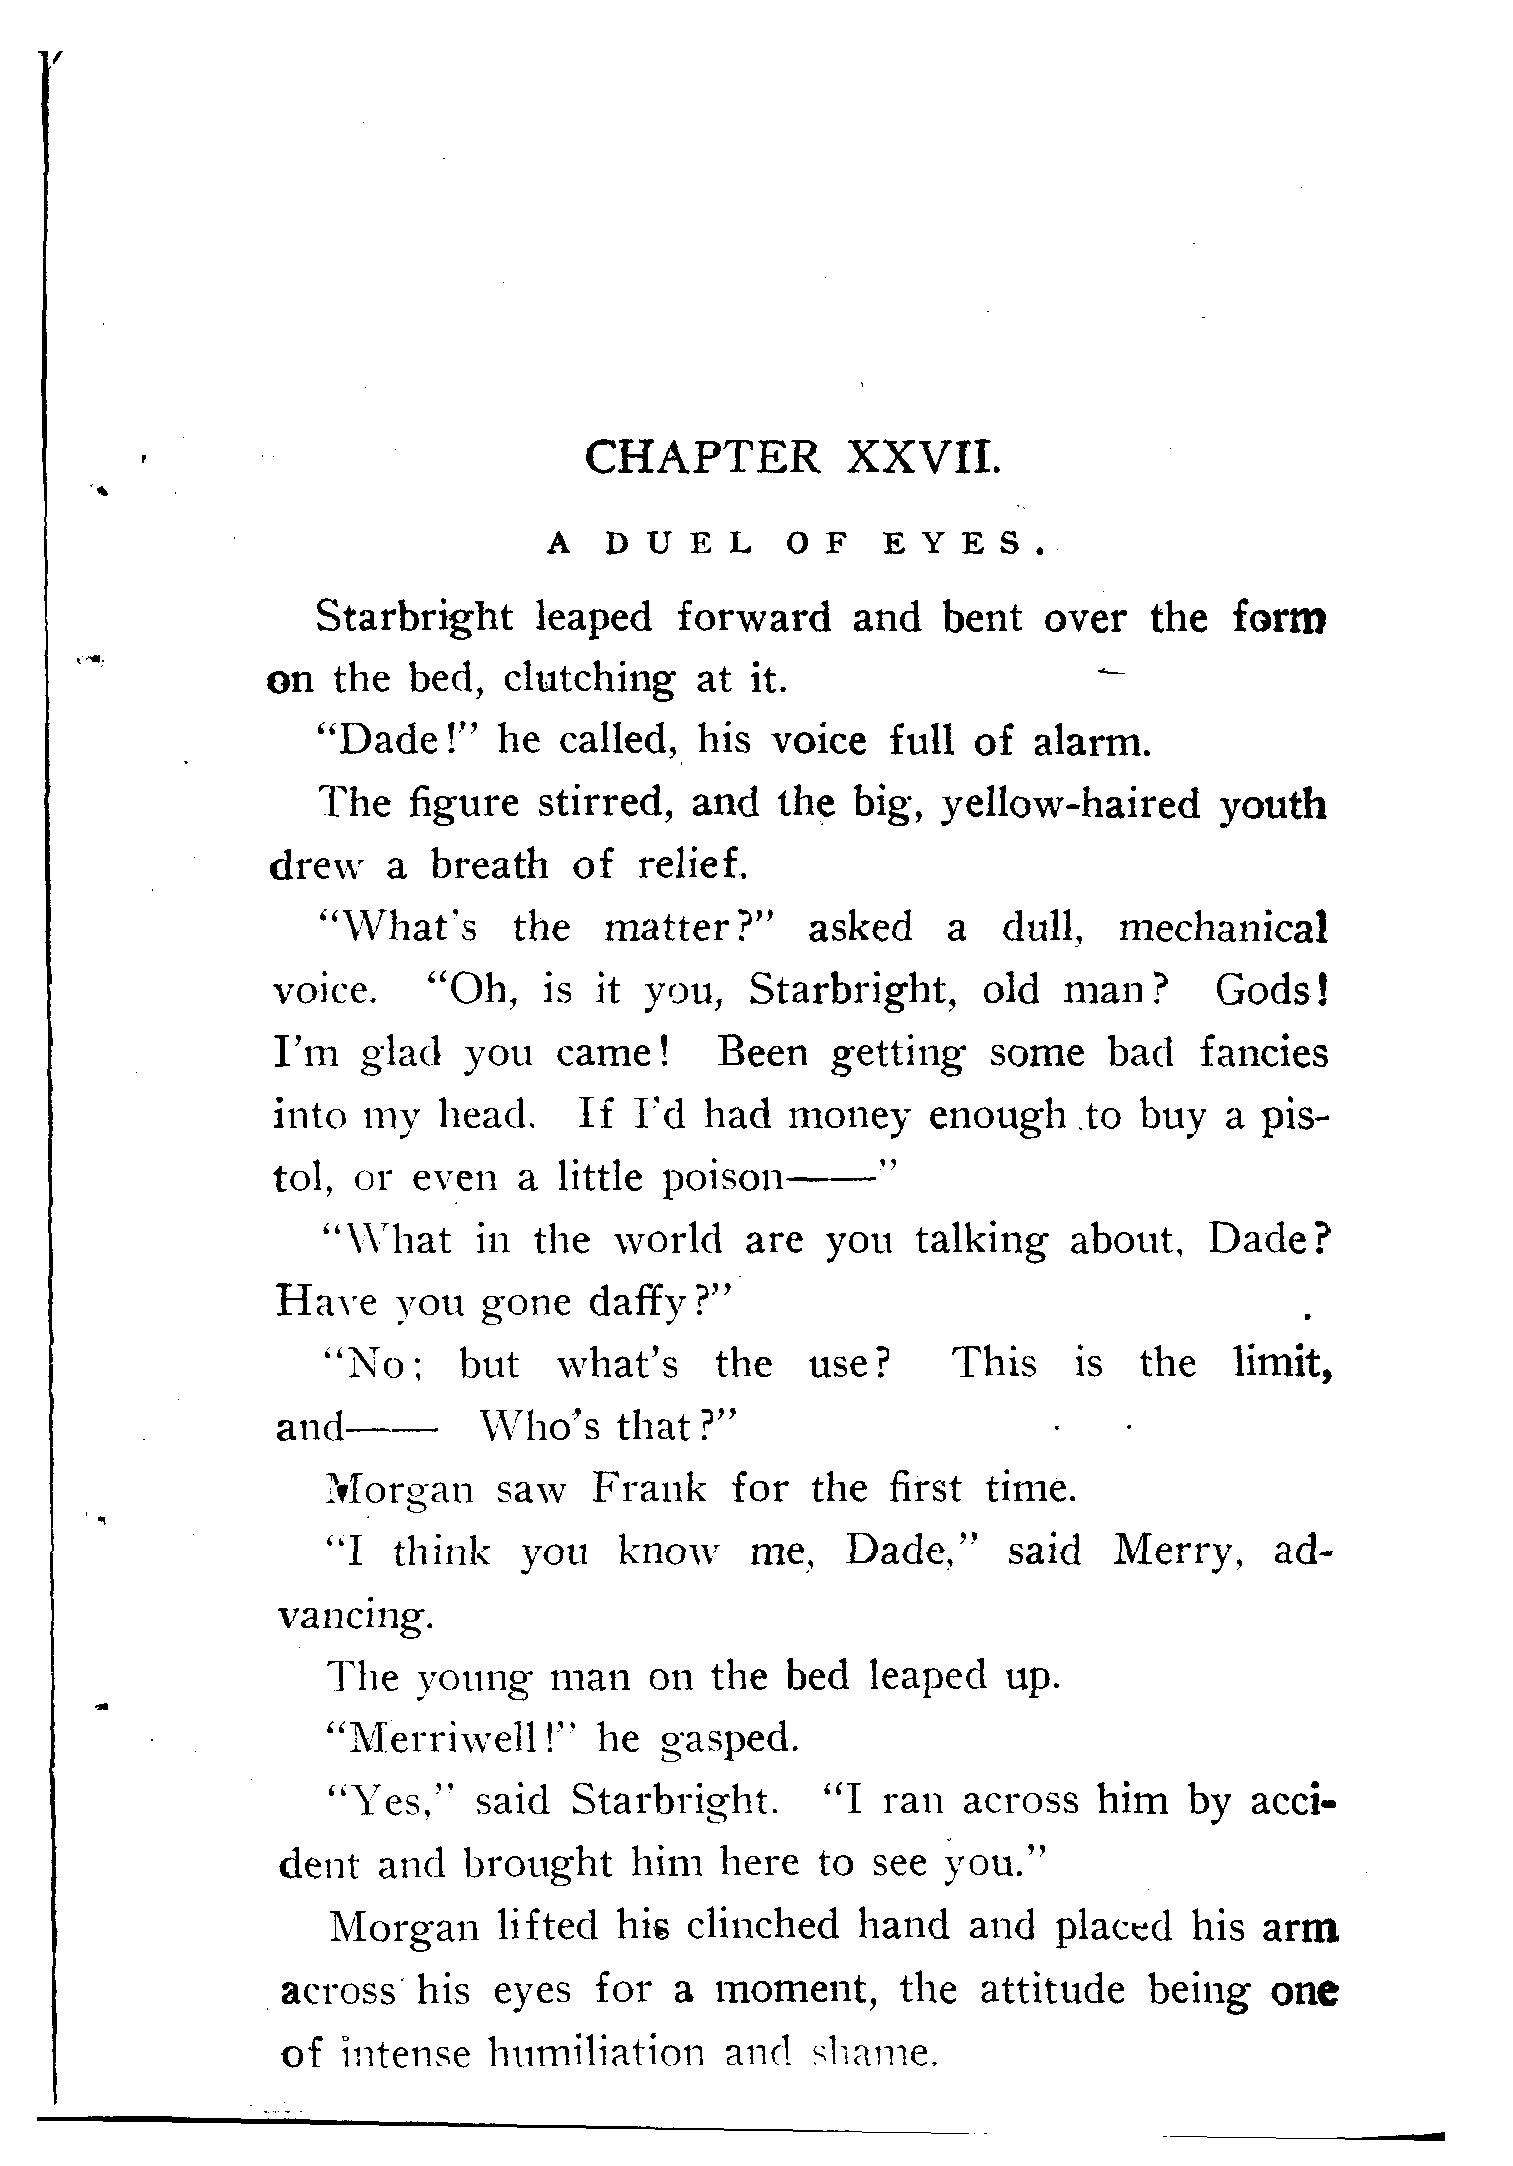 CHAPTER XXVII.
A DUEL OF EYES.
Starbright leaped forward and bent over the form
on the bed, clutching at it.
"Dade!" he called, his voice full of alarm.
The figure stirred, and the big, yellow-haired youth
drew a breath of relief.
"What's the matter?" asked a dull, mechanical
voice. "Oh, is it you, Starbright, old man? Gods!
I'm glad you came! Been getting some bad fancies
into my head. If I'd had money enough to buy a pis-
tol, or even a little poison——"
"What in the world are you talking about, Dade?
Have you gone daffy?"
"No; but what's the use? This is the limit,
and—— Who's that?"
Morgan saw Frank for the first time.
"I think you know me, Dade," said Merry, ad-
vancing.
The young man on the bed leaped up.
"Merriwell!" he gasped.
"Yes," said Starbright. "I ran across him by acci-
dent and brought him here to see you."
Morgan lifted his clinched hand and placed his arm
across his eyes for a moment, the attitude being one
of intense humiliation and shame.